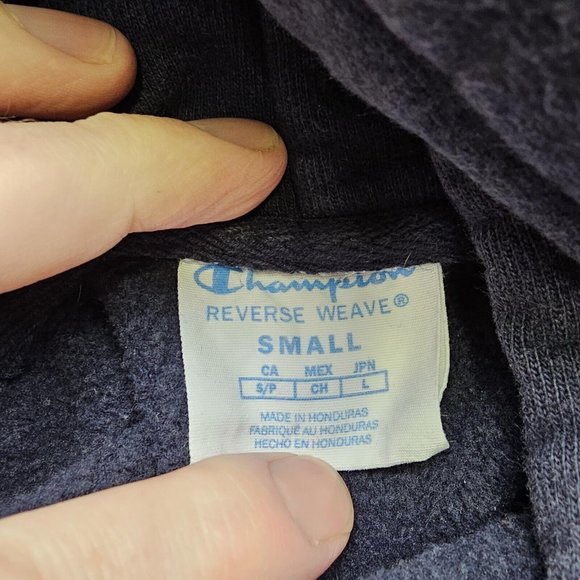 Champion
REVERSE WEAVE®
SMALL
CA MEX JPN
S/P CH L
MADE IN HONDURAS
FABRIQUÉ AU HONDURAS
HECHO EN HONDURAS